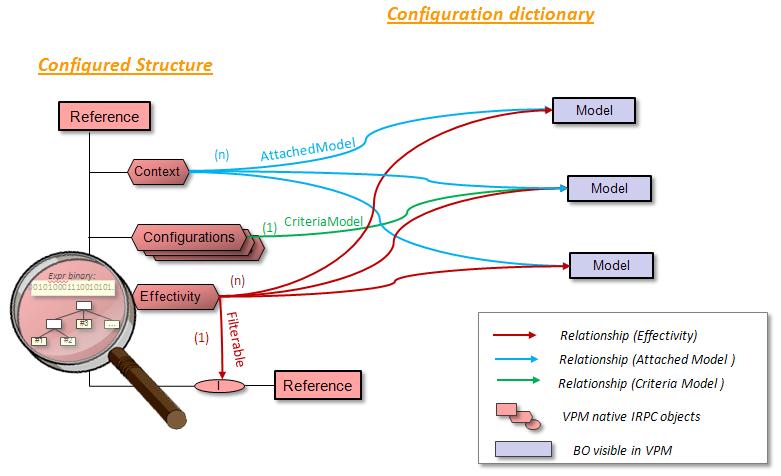 Configuration dictionary
Configured Structure
Reference
Model
(n)
AttachedModel
Context
Model
(1)
CriteriaModel
Configurations
Model
(n)
Expr binary:
Effectivity
#3
...
#1
#2
(1)
Filterable
I
Reference
Relationship (Effectivity)
Relationship (Attached Model )
Relationship (Criteria Model )
VPM native IRPC objects
BO visible in VPM